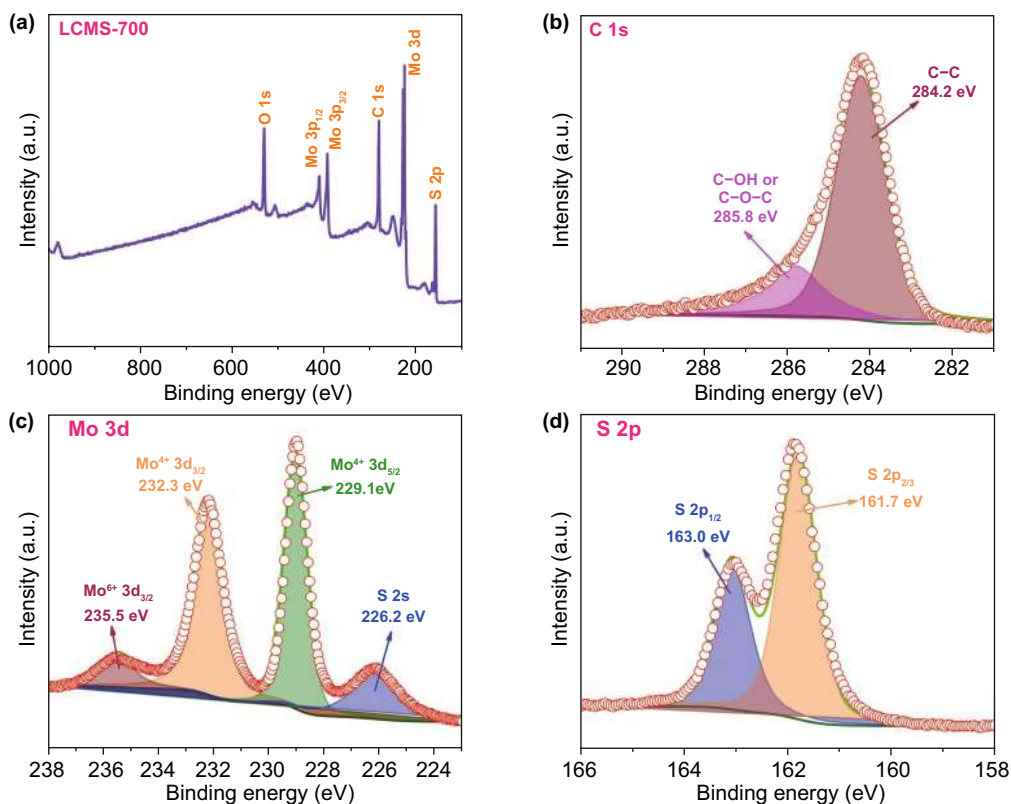 (a) LCMS-700
O 1s
Mo 3p1/2
Mo 3p3/2
C 1s
Mo 3d
S 2p
Intensity (a.u.)
1000 800 600 400 200
Binding energy (eV)
(b) C 1s
C−C
284.2 eV
C−OH or
C−O−C
285.8 eV
Intensity (a.u.)
290 288 286 284 282
Binding energy (eV)
(c) Mo 3d
Mo⁴⁺ 3d3/2
232.3 eV
Mo⁴⁺ 3d5/2
229.1eV
Mo⁶⁺ 3d3/2
235.5 eV
S 2s
226.2 eV
Intensity (a.u.)
238 236 234 232 230 228 226 224
Binding energy (eV)
(d) S 2p
S 2p2/3
161.7 eV
S 2p1/2
163.0 eV
Intensity (a.u.)
166 164 162 160 158
Binding energy (eV)